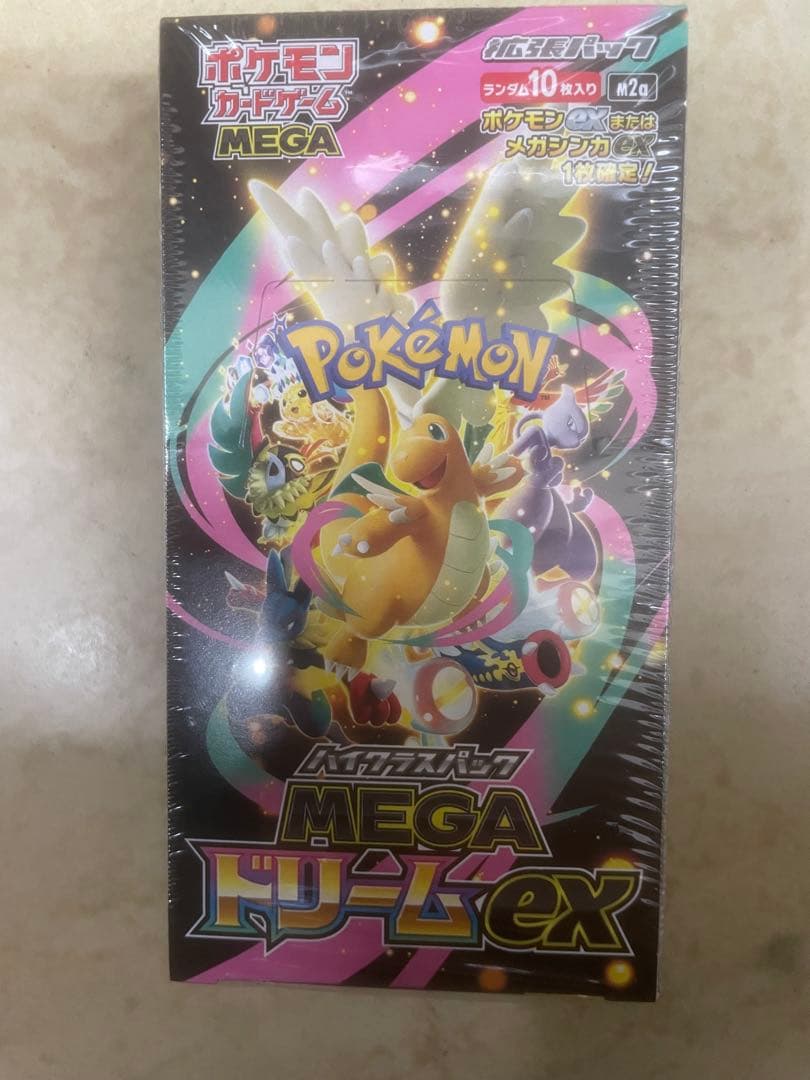 ポケモン
カードゲーム™
MEGA
拡張パック
ランダム10枚入り M2a
ポケモンexまたは
メガシンカex
1枚確定!
POKéMON
TM
ハイクラスパック
MEGA
ドリームex